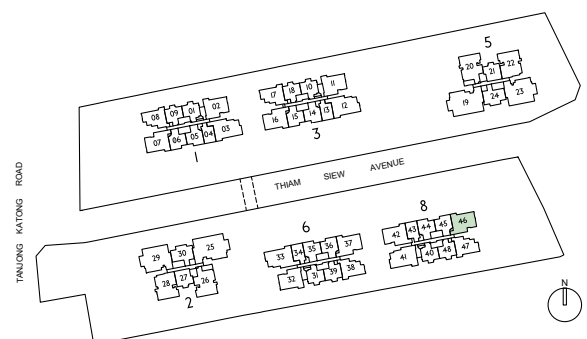 5
20 21 22
19 24 23
17 18 10 11
16 15 14 13 12
3
08 09 01 02
07 06 05 04 03
1
THIAM SIEW AVENUE
TANJONG KATONG ROAD
8
42 43 44 45 46
41 40 48 47
6
33 34 35 36 37
32 31 39 38
29 30 25
28 27 26
2
N